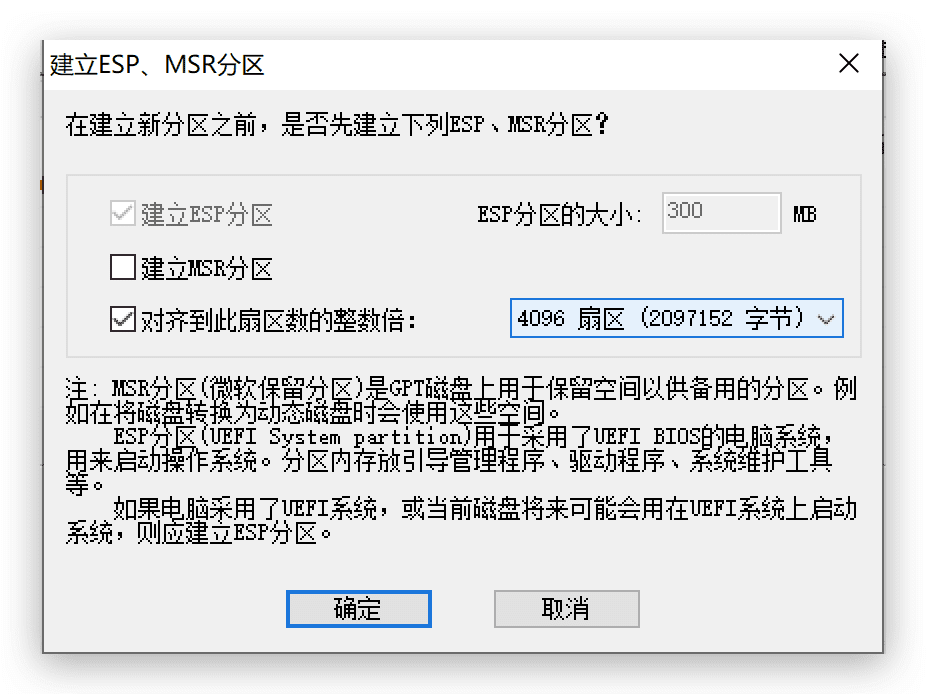 建立ESP、MSR分区
在建立新分区之前，是否先建立下列ESP、MSR分区？
建立ESP分区 ESP分区的大小： 300 MB
建立MSR分区
对齐到此扇区数的整数倍： 4096 扇区 (2097152 字节)
注：MSR分区(微软保留分区)是GPT磁盘上用于保留空间以供备用的分区。例
如在将磁盘转换为动态磁盘时会使用这些空间。
ESP分区(UEFI System partition)用于采用了UEFI BIOS的电脑系统，
用来启动操作系统。分区内存放引导管理程序、驱动程序、系统维护工具
等。
如果电脑采用了UEFI系统，或当前磁盘将来可能会用在UEFI系统上启动
系统，则应建立ESP分区。
确定 取消